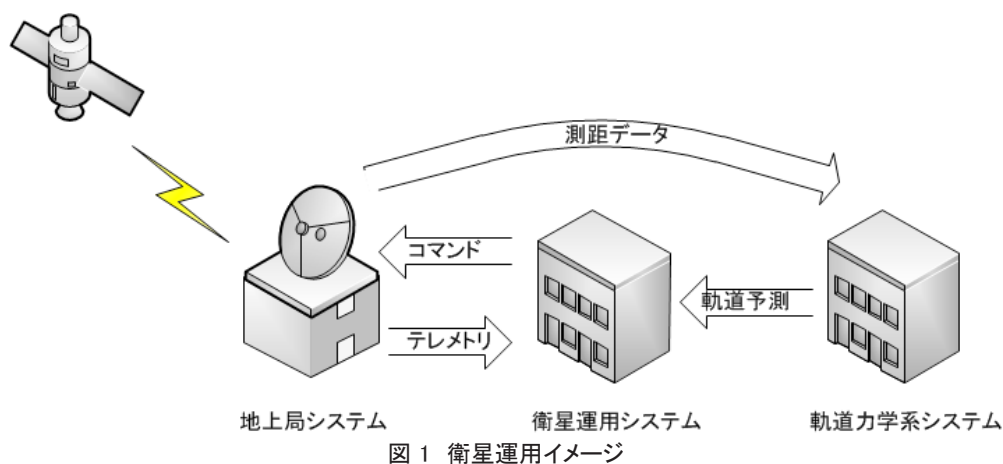 測距データ
コマンド
軌道予測
テレメトリ
地上局システム
衛星運用システム
軌道力学系システム
図 1 衛星運用イメージ